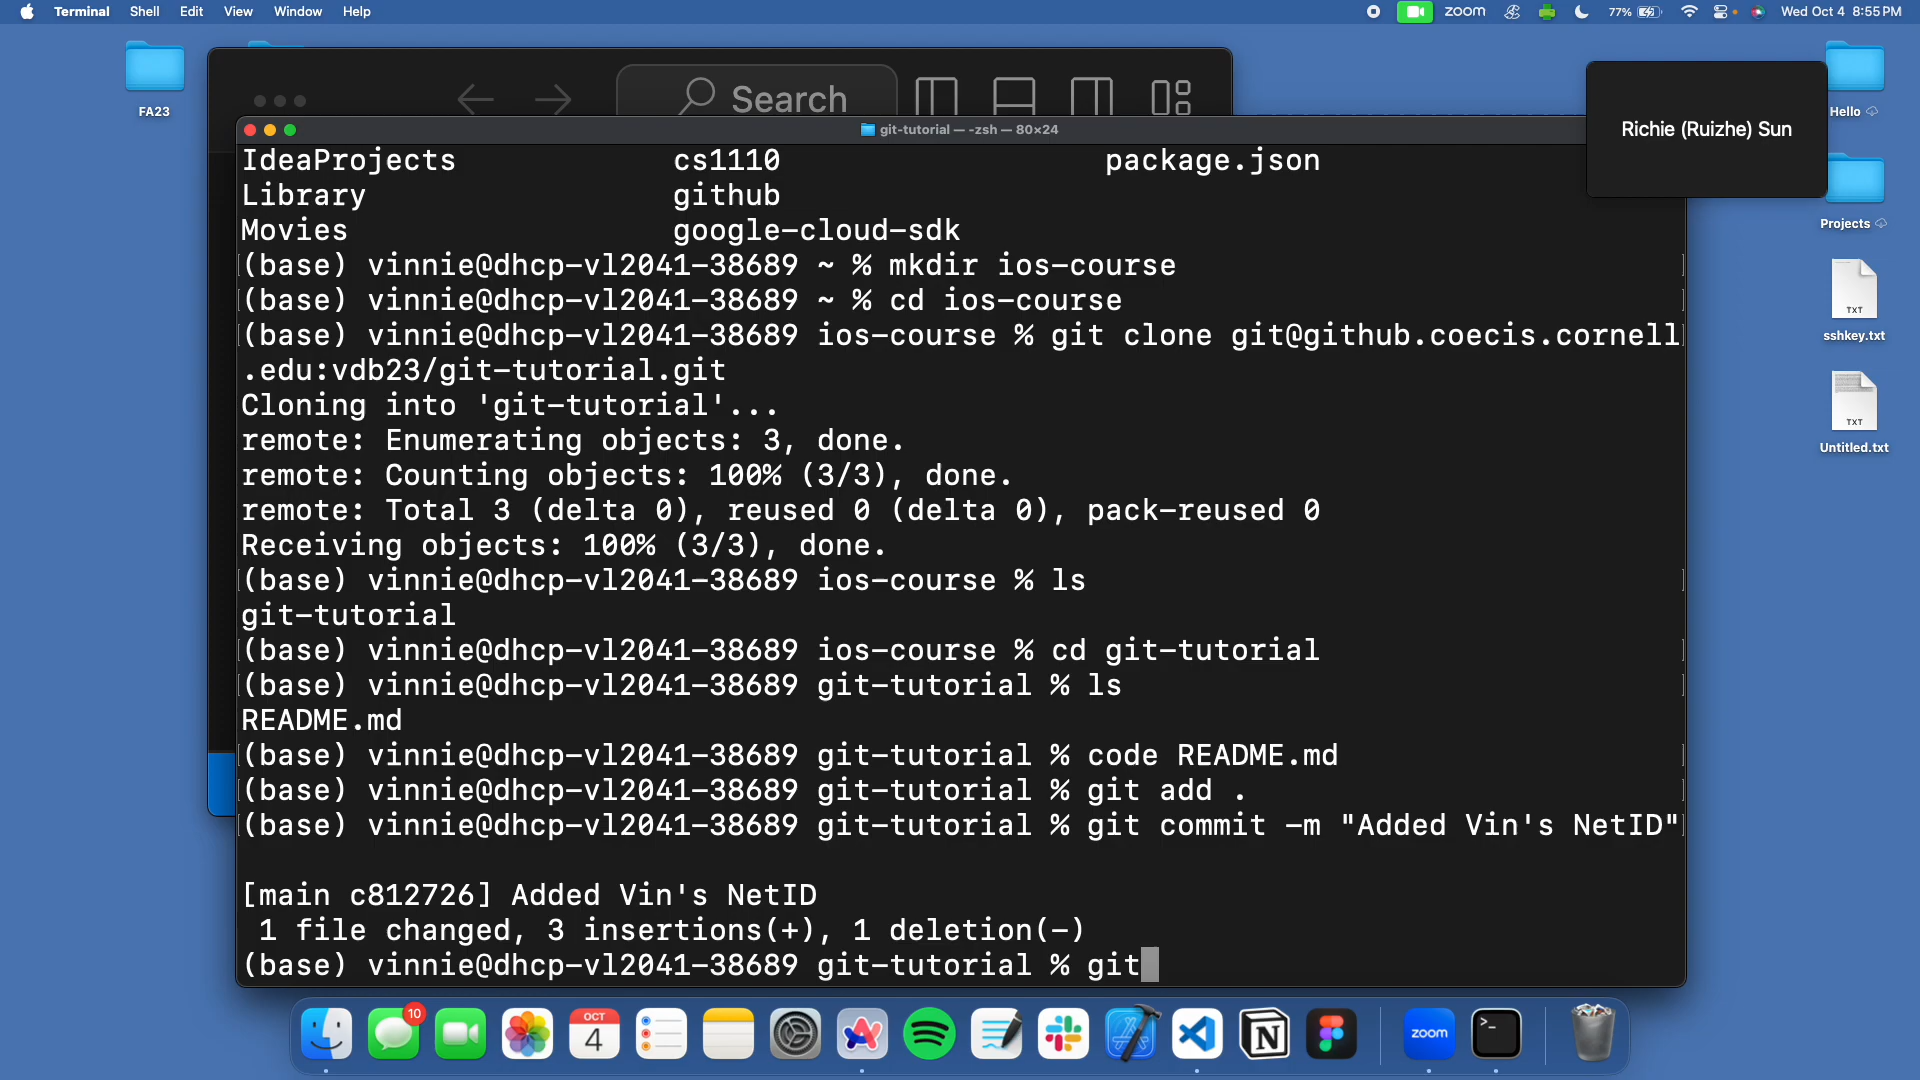 Terminal Shell Edit View Window Help
zoom 77% Wed Oct 4 8:55 PM
FA23
Search
Hello
Richie (Ruizhe) Sun
Projects
TXT
sshkey.txt
TXT
Untitled.txt
git-tutorial — -zsh — 80×24
IdeaProjects cs1110 package.json
Library github
Movies google-cloud-sdk
(base) vinnie@dhcp-vl2041-38689 ~ % mkdir ios-course
(base) vinnie@dhcp-vl2041-38689 ~ % cd ios-course
(base) vinnie@dhcp-vl2041-38689 ios-course % git clone git@github.coecis.cornell
.edu:vdb23/git-tutorial.git
Cloning into 'git-tutorial'...
remote: Enumerating objects: 3, done.
remote: Counting objects: 100% (3/3), done.
remote: Total 3 (delta 0), reused 0 (delta 0), pack-reused 0
Receiving objects: 100% (3/3), done.
(base) vinnie@dhcp-vl2041-38689 ios-course % ls
git-tutorial
(base) vinnie@dhcp-vl2041-38689 ios-course % cd git-tutorial
(base) vinnie@dhcp-vl2041-38689 git-tutorial % ls
README.md
(base) vinnie@dhcp-vl2041-38689 git-tutorial % code README.md
(base) vinnie@dhcp-vl2041-38689 git-tutorial % git add .
(base) vinnie@dhcp-vl2041-38689 git-tutorial % git commit -m "Added Vin's NetID"
[main c812726] Added Vin's NetID
1 file changed, 3 insertions(+), 1 deletion(-)
(base) vinnie@dhcp-vl2041-38689 git-tutorial % git
10
OCT
4
zoom